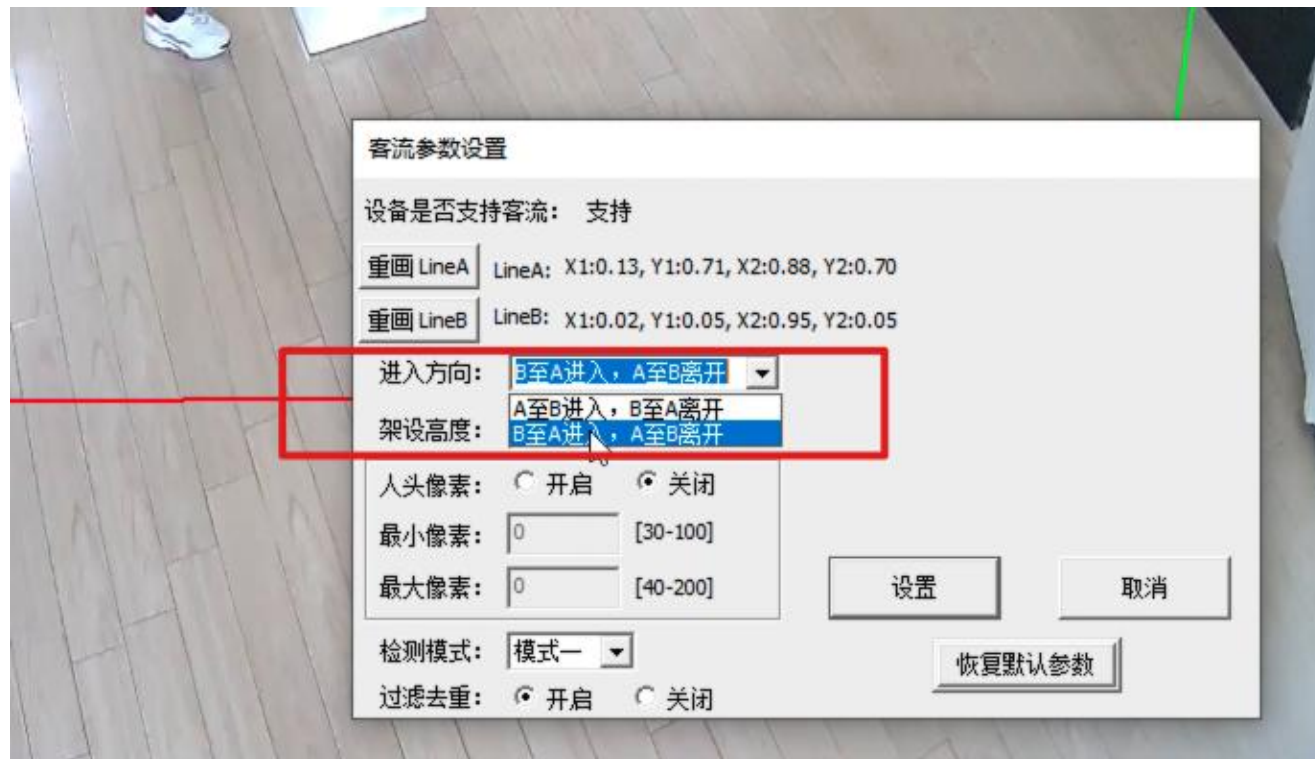 客流参数设置
设备是否支持客流： 支持
重画 LineA LineA: X1:0.13, Y1:0.71, X2:0.88, Y2:0.70
重画 LineB LineB: X1:0.02, Y1:0.05, X2:0.95, Y2:0.05
进入方向： B至A进入，A至B离开
A至B进入，B至A离开
架设高度： B至A进入，A至B离开
人头像素： 开启 关闭
最小像素： 0 [30-100]
最大像素： 0 [40-200]
设置 取消
检测模式： 模式一
恢复默认参数
过滤去重： 开启 关闭